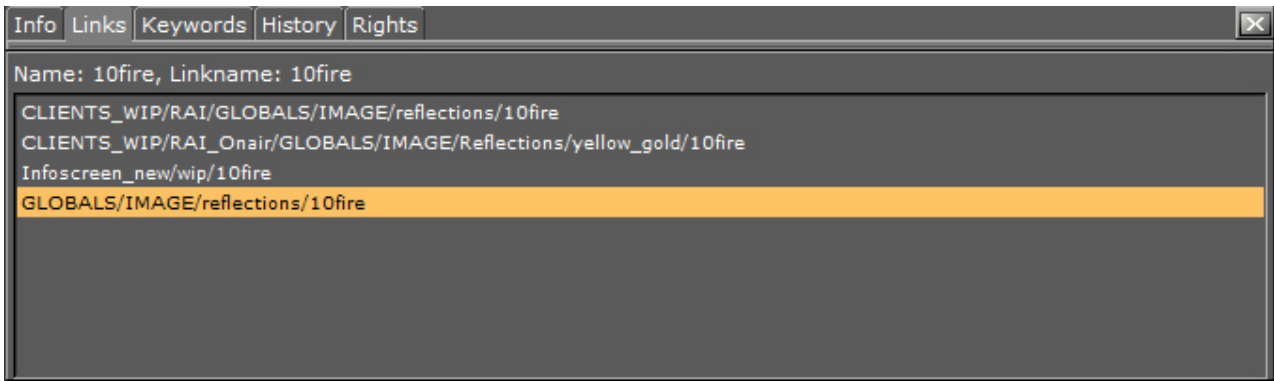 Info Links Keywords History Rights
Name: 10fire, Linkname: 10fire
CLIENTS_WIP/RAI/GLOBALS/IMAGE/reflections/10fire
CLIENTS_WIP/RAI_Onair/GLOBALS/IMAGE/Reflections/yellow_gold/10fire
Infoscreen_new/wip/10fire
GLOBALS/IMAGE/reflections/10fire